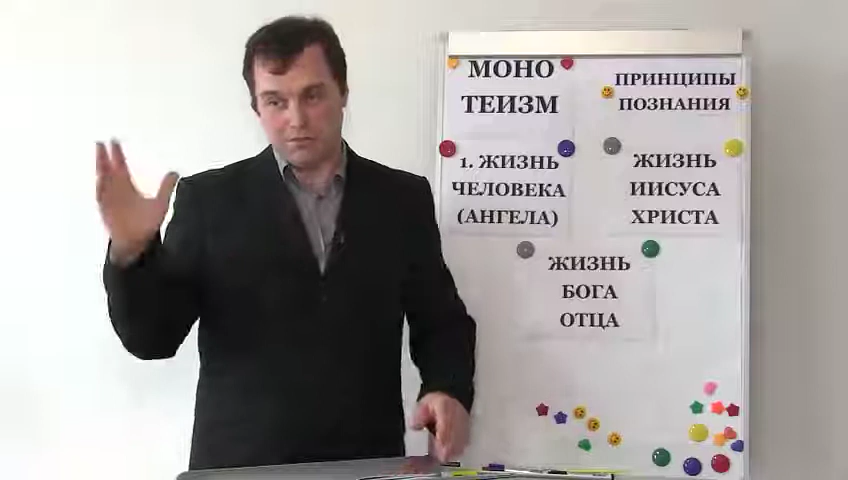 МОНО
ТЕИЗМ
ПРИНЦИПЫ
ПОЗНАНИЯ
1. ЖИЗНЬ
ЧЕЛОВЕКА
(АНГЕЛА)
ЖИЗНЬ
ИИСУСА
ХРИСТА
ЖИЗНЬ
БОГА
ОТЦА